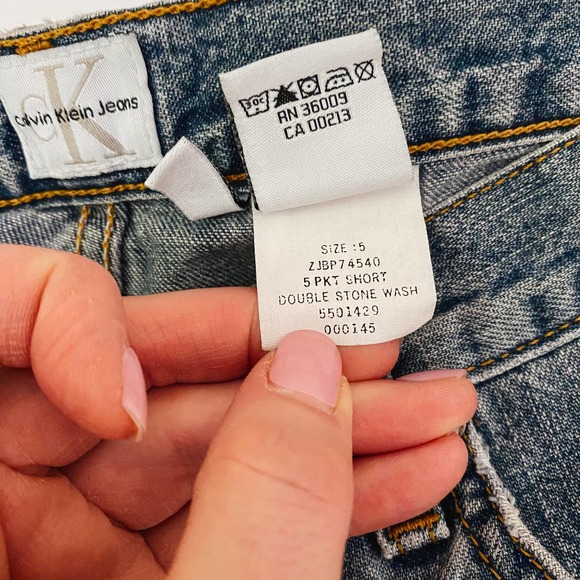 CK
Calvin Klein Jeans
30C
RN 36009
CA 00213
SIZE :5
ZJBP74540
5 PKT SHORT
DOUBLE STONE WASH
5501429
000145